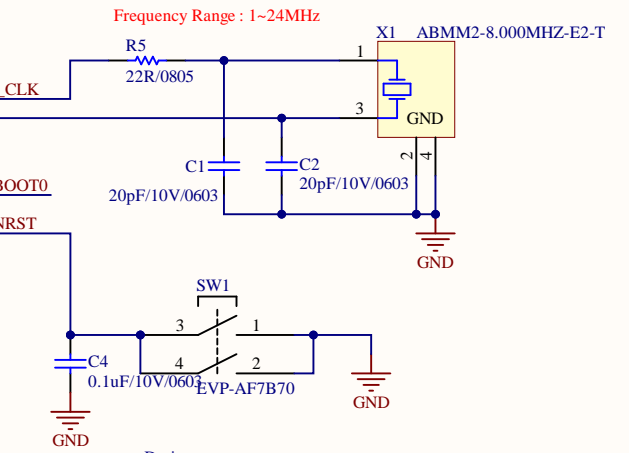 Frequency Range : 1~24MHz
X1 ABMM2-8.000MHZ-E2-T
R5
22R/0805
1
_CLK
3
GND
2
4
C1
C2
20pF/10V/0603
20pF/10V/0603
BOOT0
NRST
GND
SW1
3
1
C4
4
2
0.1uF/10V/0603
EVP-AF7B70
GND
GND